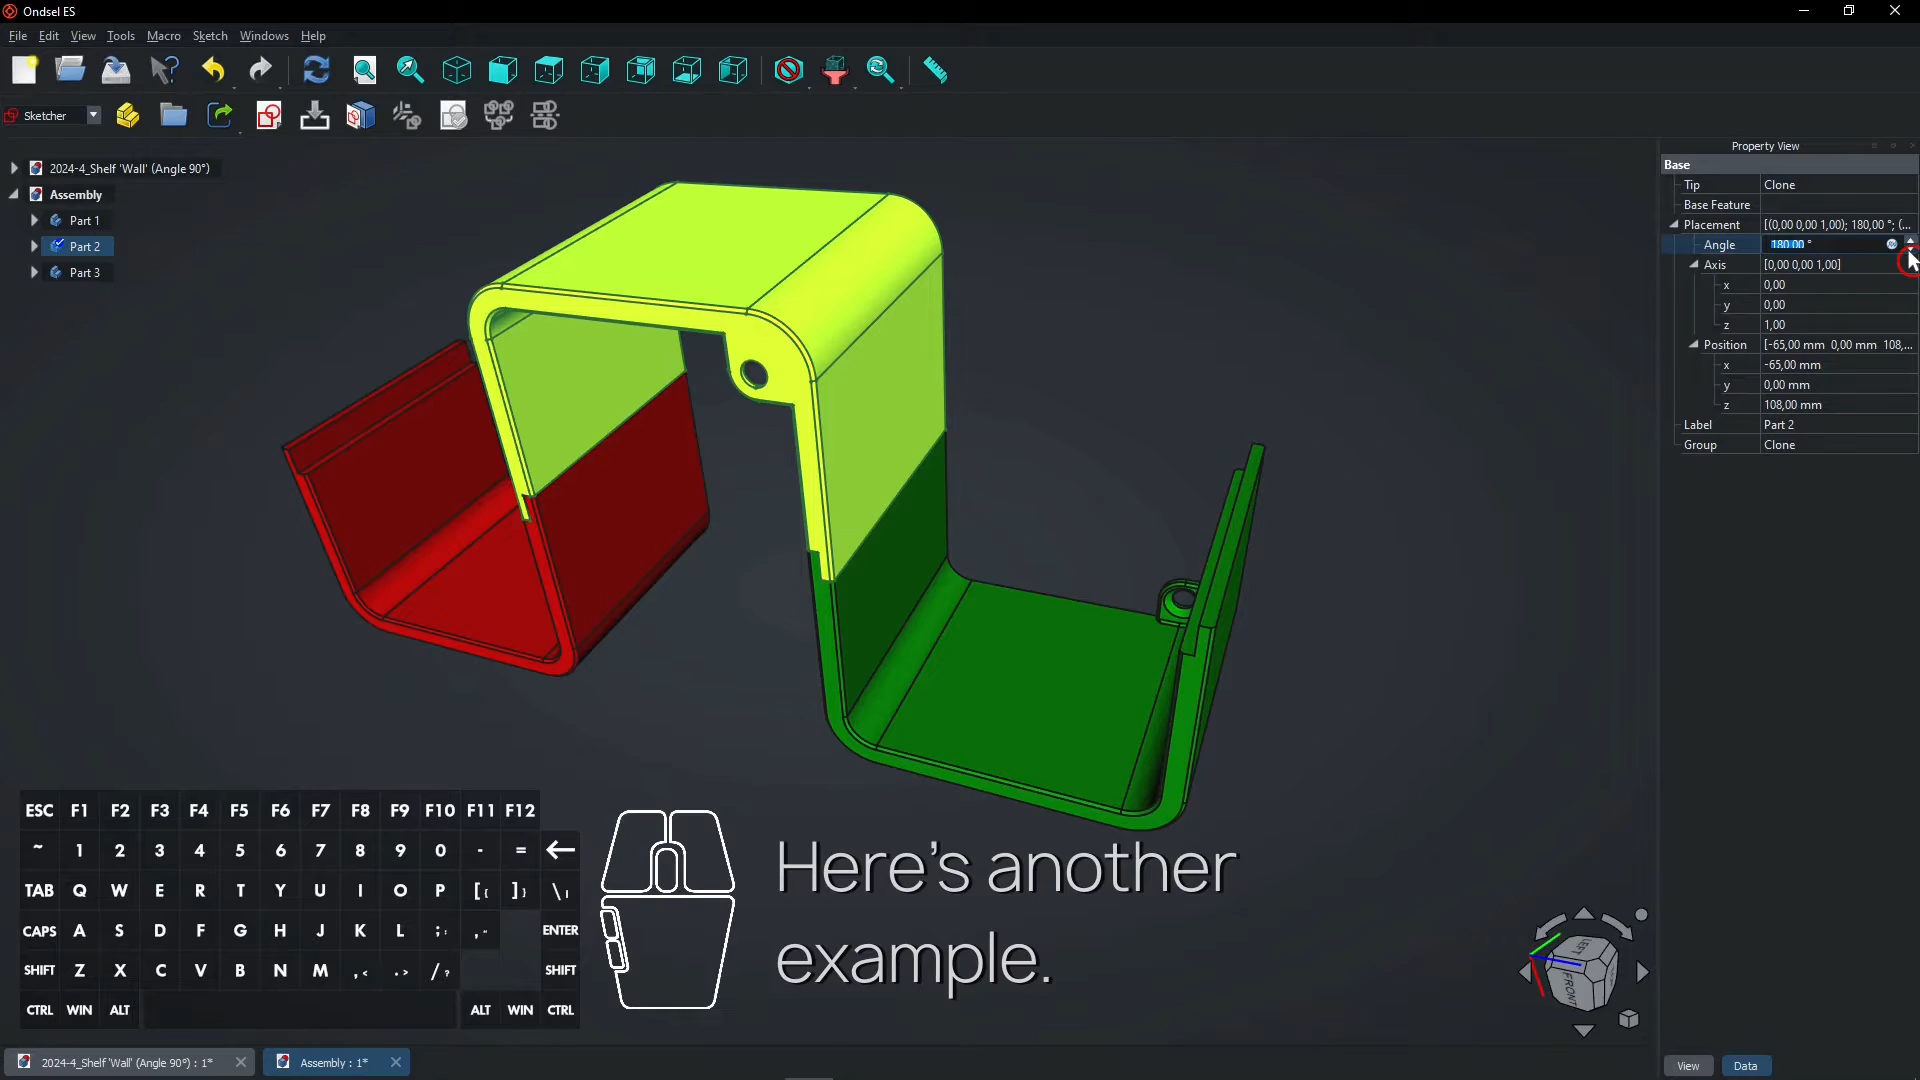 Ondsel ES
File Edit View Tools Macro Sketch Windows Help
Sketcher
2024-4_Shelf 'Wall' (Angle 90°)
Assembly
Part 1
Part 2
Part 3
Property View
Base
Tip Clone
Base Feature
Placement [(0,00 0,00 1,00); 180,00 °; (...
Angle 180,00 °
Axis [0,00 0,00 1,00]
x 0,00
y 0,00
z 1,00
Position [-65,00 mm 0,00 mm 108,...
x -65,00 mm
y 0,00 mm
z 108,00 mm
Label Part 2
Group Clone
ESC F1 F2 F3 F4 F5 F6 F7 F8 F9 F10 F11 F12
~ 1 2 3 4 5 6 7 8 9 0 - =
TAB Q W E R T Y U I O P [{ ]} \|
CAPS A S D F G H J K L ;: ,"  ENTER
SHIFT Z X C V B N M ,< .> /? SHIFT
CTRL WIN ALT ALT WIN CTRL
Here's another
example.
LEFT
FRONT
2024-4_Shelf 'Wall' (Angle 90°) : 1*
Assembly : 1*
View Data